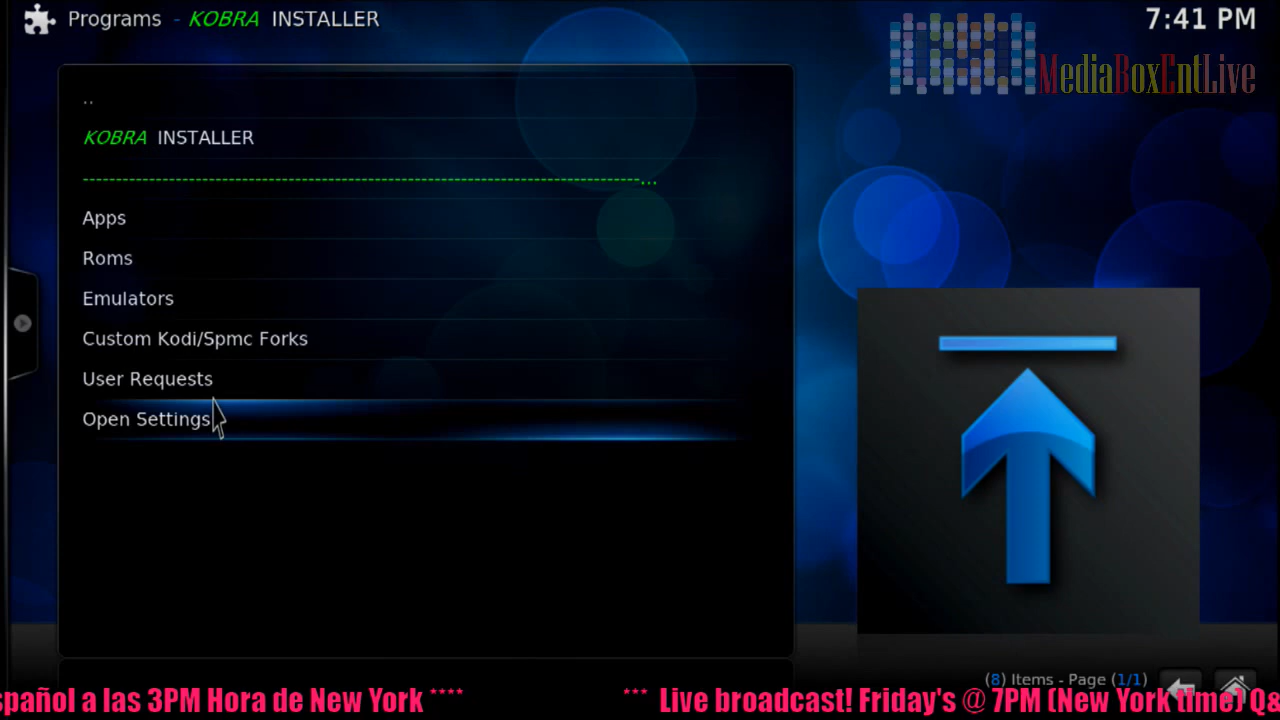 Programs - KOBRA INSTALLER
7:41 PM
MediaBoxEntLive
..
KOBRA INSTALLER
--------------------------------------------------------------------------------------...
Apps
Roms
Emulators
Custom Kodi/Spmc Forks
User Requests
Open Settings
(8) Items - Page (1/1)
spañol a las 3PM Hora de New York **** *** Live broadcast! Friday's @ 7PM (New York time) Q&